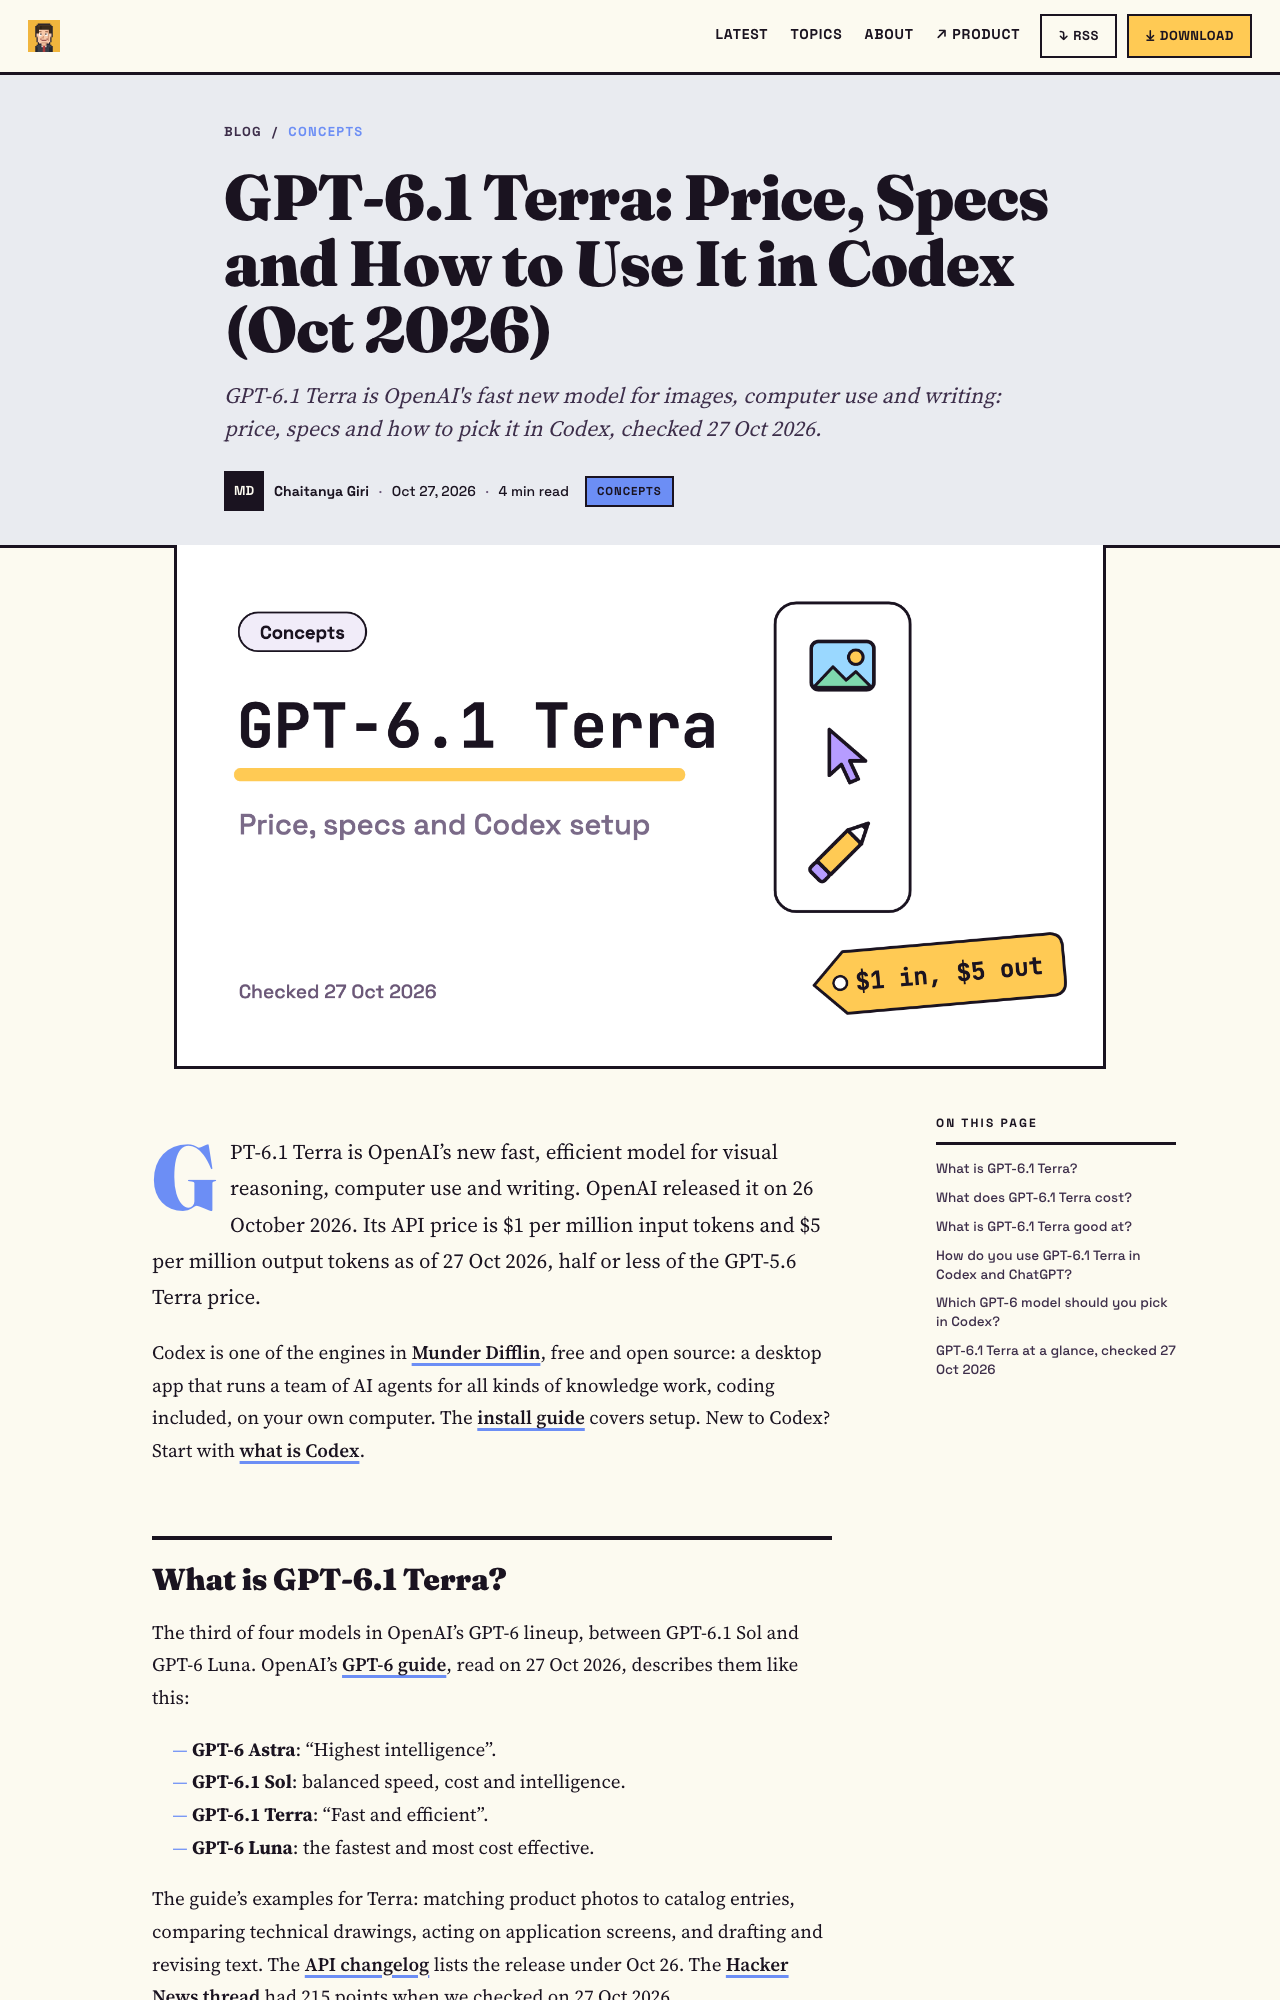 LATEST TOPICS ABOUT ↗ PRODUCT ⤵ RSS ⤓ DOWNLOAD
BLOG / CONCEPTS
GPT-6.1 Terra: Price, Specs
and How to Use It in Codex
(Oct 2026)
GPT-6.1 Terra is OpenAI's fast new model for images, computer use and writing:
price, specs and how to pick it in Codex, checked 27 Oct 2026.
MD Chaitanya Giri · Oct 27, 2026 · 4 min read CONCEPTS
Concepts
GPT-6.1 Terra
Price, specs and Codex setup
$1 in, $5 out
Checked 27 Oct 2026
GPT-6.1 Terra is OpenAI’s new fast, efficient model for visual
reasoning, computer use and writing. OpenAI released it on 26
October 2026. Its API price is $1 per million input tokens and $5
per million output tokens as of 27 Oct 2026, half or less of the GPT-5.6
Terra price.
Codex is one of the engines in Munder Difflin, free and open source: a desktop
app that runs a team of AI agents for all kinds of knowledge work, coding
included, on your own computer. The install guide covers setup. New to Codex?
Start with what is Codex.
ON THIS PAGE
What is GPT-6.1 Terra?
What does GPT-6.1 Terra cost?
What is GPT-6.1 Terra good at?
How do you use GPT-6.1 Terra in
Codex and ChatGPT?
Which GPT-6 model should you pick
in Codex?
GPT-6.1 Terra at a glance, checked 27
Oct 2026
What is GPT-6.1 Terra?
The third of four models in OpenAI’s GPT-6 lineup, between GPT-6.1 Sol and
GPT-6 Luna. OpenAI’s GPT-6 guide, read on 27 Oct 2026, describes them like
this:
— GPT-6 Astra: “Highest intelligence”.
— GPT-6.1 Sol: balanced speed, cost and intelligence.
— GPT-6.1 Terra: “Fast and efficient”.
— GPT-6 Luna: the fastest and most cost effective.
The guide’s examples for Terra: matching product photos to catalog entries,
comparing technical drawings, acting on application screens, and drafting and
revising text. The API changelog lists the release under Oct 26. The Hacker
News thread had 215 points when we checked on 27 Oct 2026.